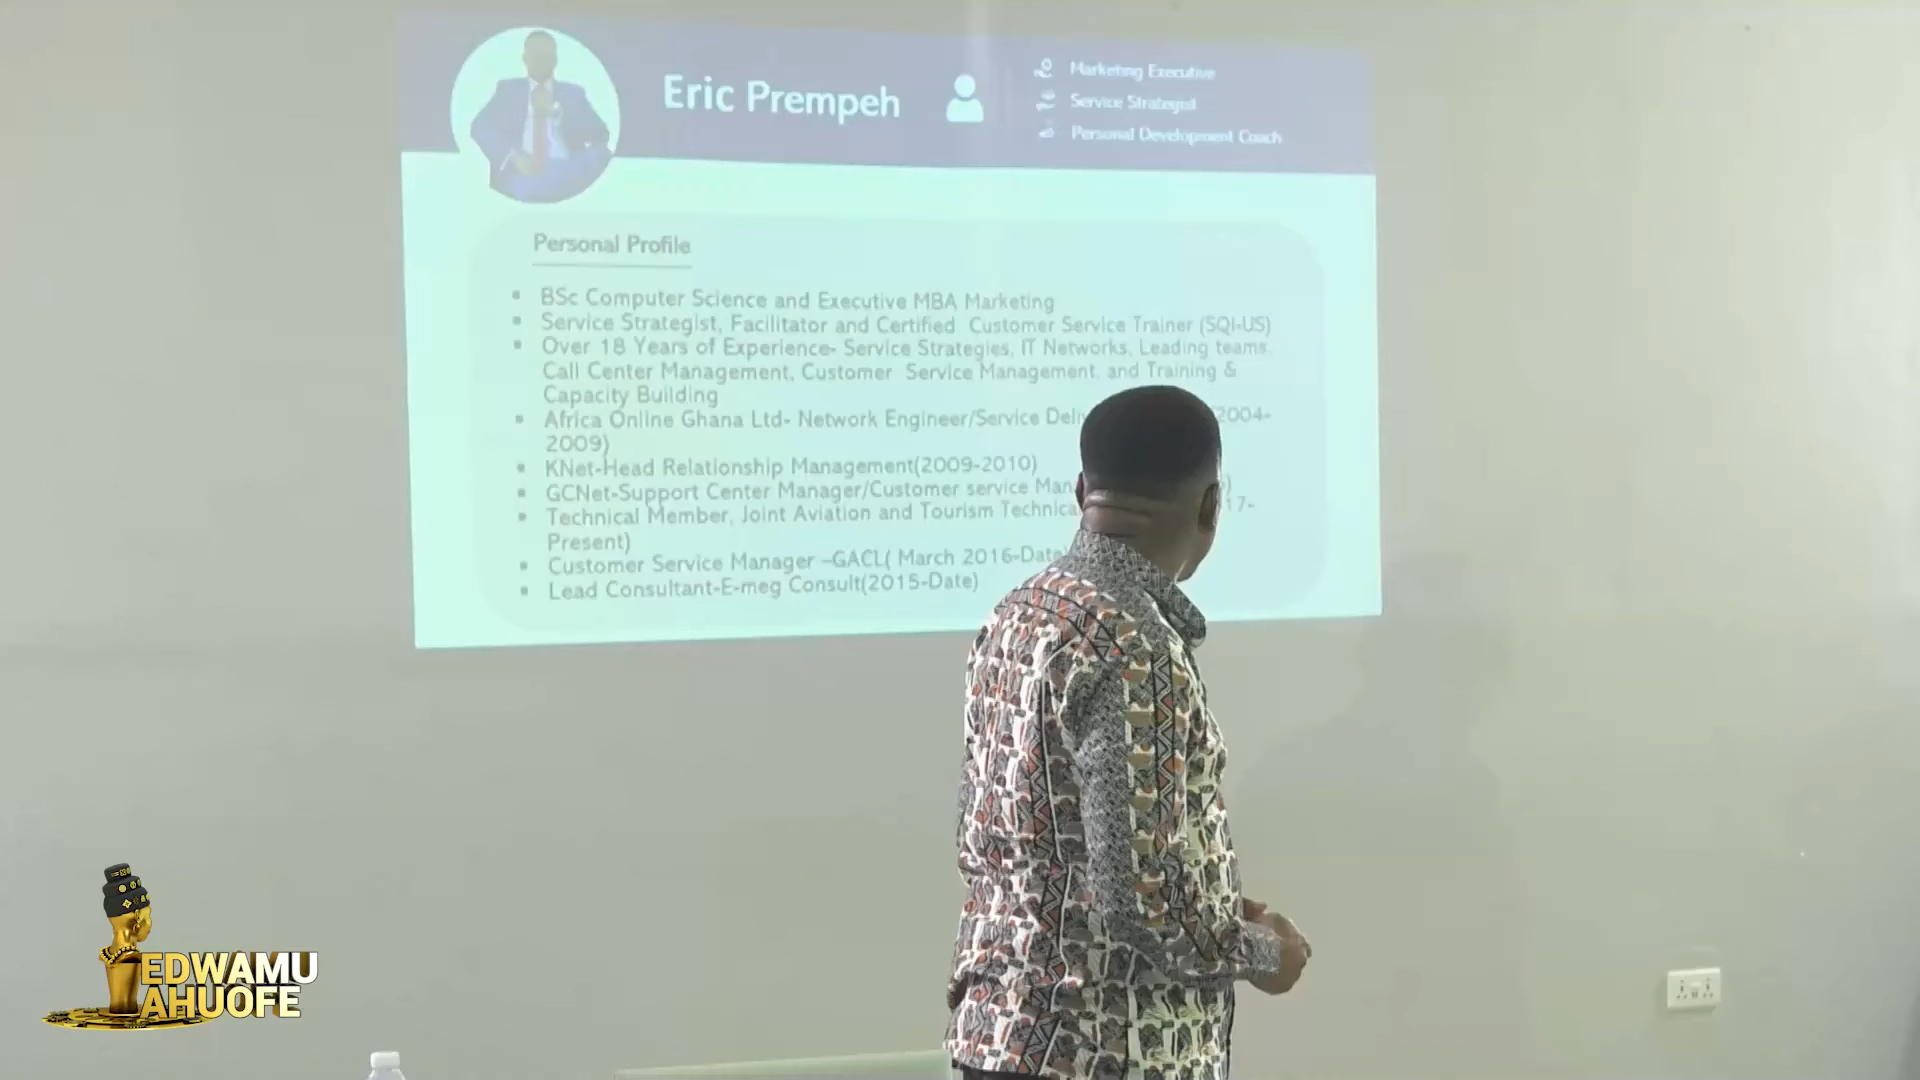 Eric Prempeh
Marketing Executive
Service Strategist
Personal Development Coach
Personal Profile
BSc Computer Science and Executive MBA Marketing
Service Strategist, Facilitator and Certified Customer Service Trainer (SQI-US)
Over 18 Years of Experience- Service Strategies, IT Networks, Leading teams,
Call Center Management, Customer Service Management, and Training &
Capacity Building
Africa Online Ghana Ltd- Network Engineer/Service 2004-
2009)
KNet-Head Relationship Management(2009-2010)
GCNet-Support Center Manager/Customer service
Technical Member, Joint Aviation and Tourism 17-
Present)
Customer Service Manager –GACL( March 2016-Date)
Lead Consultant-E-meg Consult(2015-Date)
EDWAMU
AHUOFE